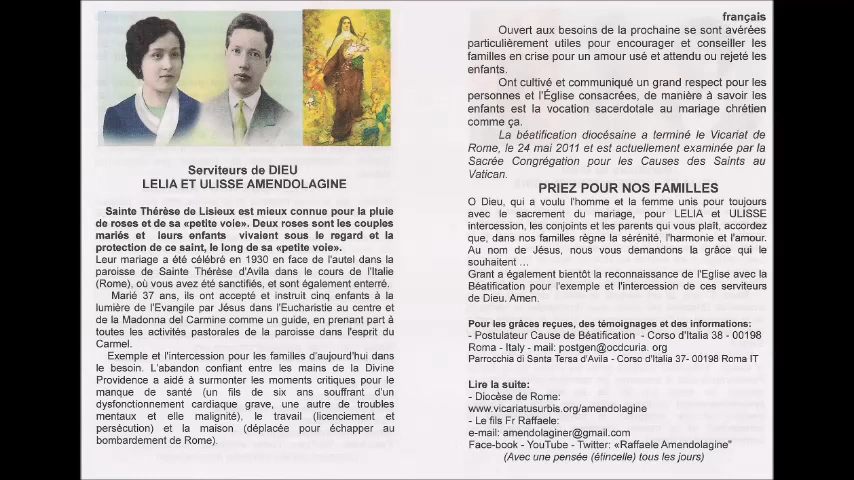 Serviteurs de DIEU
LELIA ET ULISSE AMENDOLAGINE
Sainte Thérèse de Lisieux est mieux connue pour la pluie
de roses et de sa «petite voie». Deux roses sont les couples
mariés et leurs enfants vivaient sous le regard et la
protection de ce saint, le long de sa «petite voie».
Leur mariage a été célébré en 1930 en face de l'autel dans la
paroisse de Sainte Thérèse d'Avila dans le cours de l'Italie
(Rome), où vous avez été sanctifiés, et sont également enterré.
Marié 37 ans, ils ont accepté et instruit cinq enfants à la
lumière de l'Evangile par Jésus dans l'Eucharistie au centre et
de la Madonna del Carmine comme un guide, en prenant part à
toutes les activités pastorales de la paroisse dans l'esprit du
Carmel.
Exemple et l'intercession pour les familles d'aujourd'hui dans
le besoin. L'abandon confiant entre les mains de la Divine
Providence a aidé à surmonter les moments critiques pour le
manque de santé (un fils de six ans souffrant d'un
dysfonctionnement cardiaque grave, une autre de troubles
mentaux et elle malignité), le travail (licenciement et
persécution) et la maison (déplacée pour échapper au
bombardement de Rome).
français
Ouvert aux besoins de la prochaine se sont avérées
particulièrement utiles pour encourager et conseiller les
familles en crise pour un amour usé et attendu ou rejeté les
enfants.
Ont cultivé et communiqué un grand respect pour les
personnes et l'Église consacrées, de manière à savoir les
enfants est la vocation sacerdotale au mariage chrétien
comme ça.
La béatification diocésaine a terminé le Vicariat de
Rome, le 24 mai 2011 et est actuellement examinée par la
Sacrée Congrégation pour les Causes des Saints au
Vatican.
PRIEZ POUR NOS FAMILLES
O Dieu, qui a voulu l'homme et la femme unis pour toujours
avec le sacrement du mariage, pour LELIA et ULISSE
intercession, les conjoints et les parents qui vous plaît, accordez
que, dans nos familles règne la sérénité, l'harmonie et l'amour.
Au nom de Jésus, nous vous demandons la grâce qui le
souhaitent ...
Grant a également bientôt la reconnaissance de l'Eglise avec la
Béatification pour l'exemple et l'intercession de ces serviteurs
de Dieu. Amen.
Pour les grâces reçues, des témoignages et des informations:
- Postulateur Cause de Béatification - Corso d'Italia 38 - 00198
Roma - Italy - mail: postgen@ocdcuria. org
Parrocchia di Santa Tersa d'Avila - Corso d'Italia 37- 00198 Roma IT
Lire la suite:
- Diocèse de Rome:
www.vicariatusurbis.org/amendolagine
- Le fils Fr Raffaele:
e-mail: amendolaginer@gmail.com
Face-book - YouTube - Twitter: «Raffaele Amendolagine"
(Avec une pensée (étincelle) tous les jours)